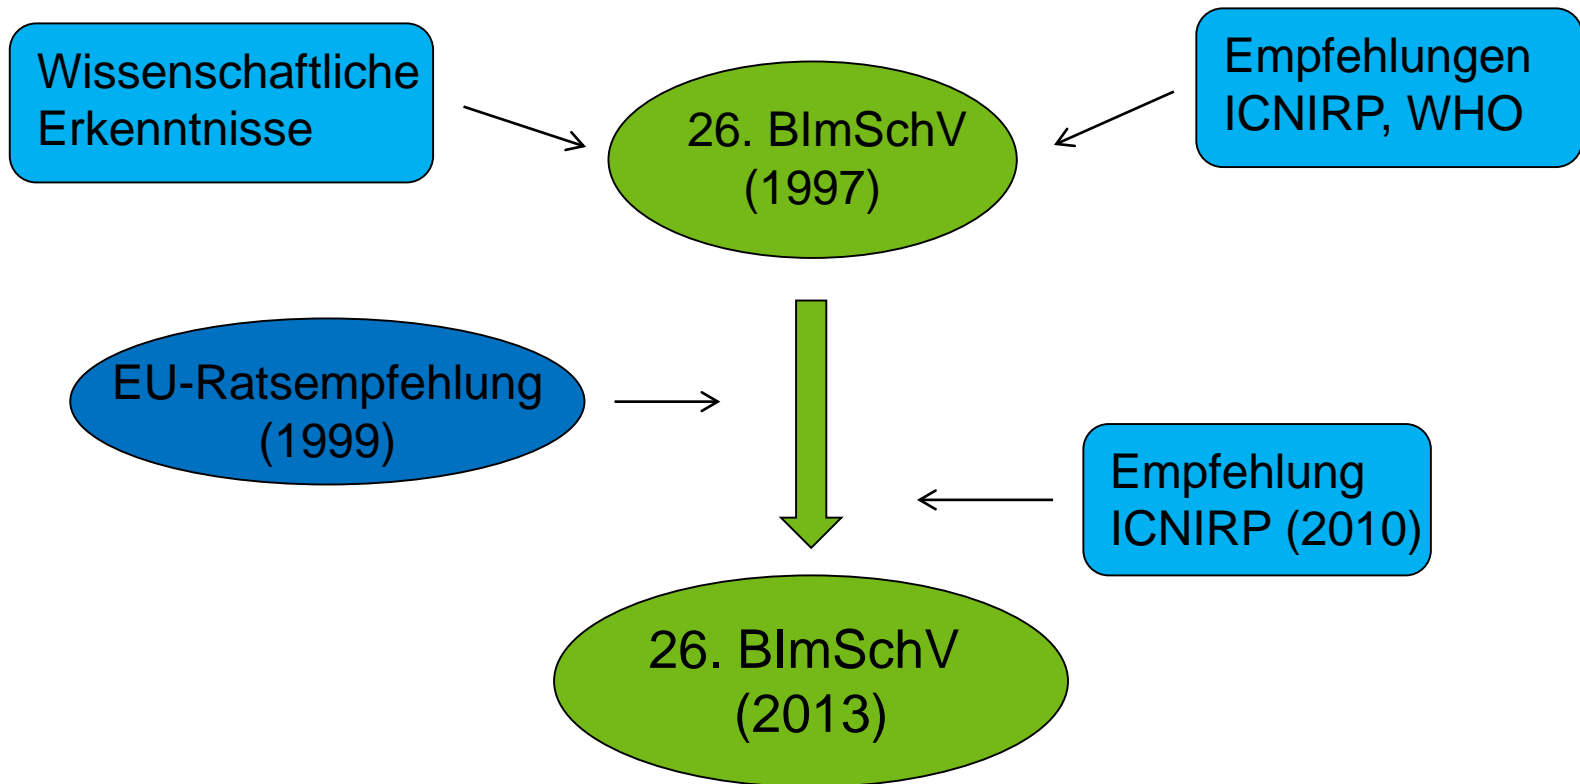 Wissenschaftliche
Erkenntnisse
26. BImSchV
(1997)
Empfehlungen
ICNIRP, WHO
EU-Ratsempfehlung
(1999)
Empfehlung
ICNIRP (2010)
26. BImSchV
(2013)